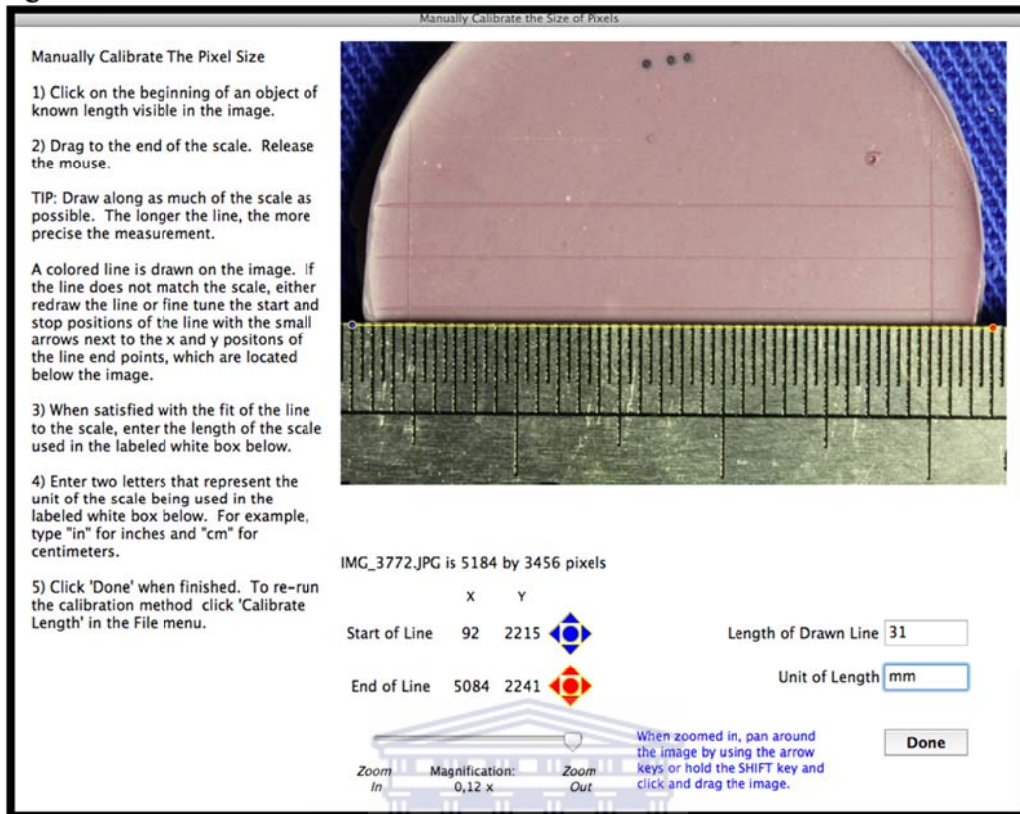 Manually Calibrate the Size of Pixels
Manually Calibrate The Pixel Size
1) Click on the beginning of an object of
known length visible in the image.
2) Drag to the end of the scale. Release
the mouse.
TIP: Draw along as much of the scale as
possible. The longer the line, the more
precise the measurement.
A colored line is drawn on the image. If
the line does not match the scale, either
redraw the line or fine tune the start and
stop positions of the line with the small
arrows next to the x and y positons of
the line end points, which are located
below the image.
3) When satisfied with the fit of the line
to the scale, enter the length of the scale
used in the labeled white box below.
4) Enter two letters that represent the
unit of the scale being used in the
labeled white box below. For example,
type "in" for inches and "cm" for
centimeters.
5) Click 'Done' when finished. To re-run
the calibration method click 'Calibrate
Length' in the File menu.
IMG_3772.JPG is 5184 by 3456 pixels
X Y
Start of Line 92 2215
End of Line 5084 2241
Length of Drawn Line 31
Unit of Length mm
Zoom In
Magnification: 0,12 x
Zoom Out
When zoomed in, pan around
the image by using the arrow
keys or hold the SHIFT key and
click and drag the image.
Done